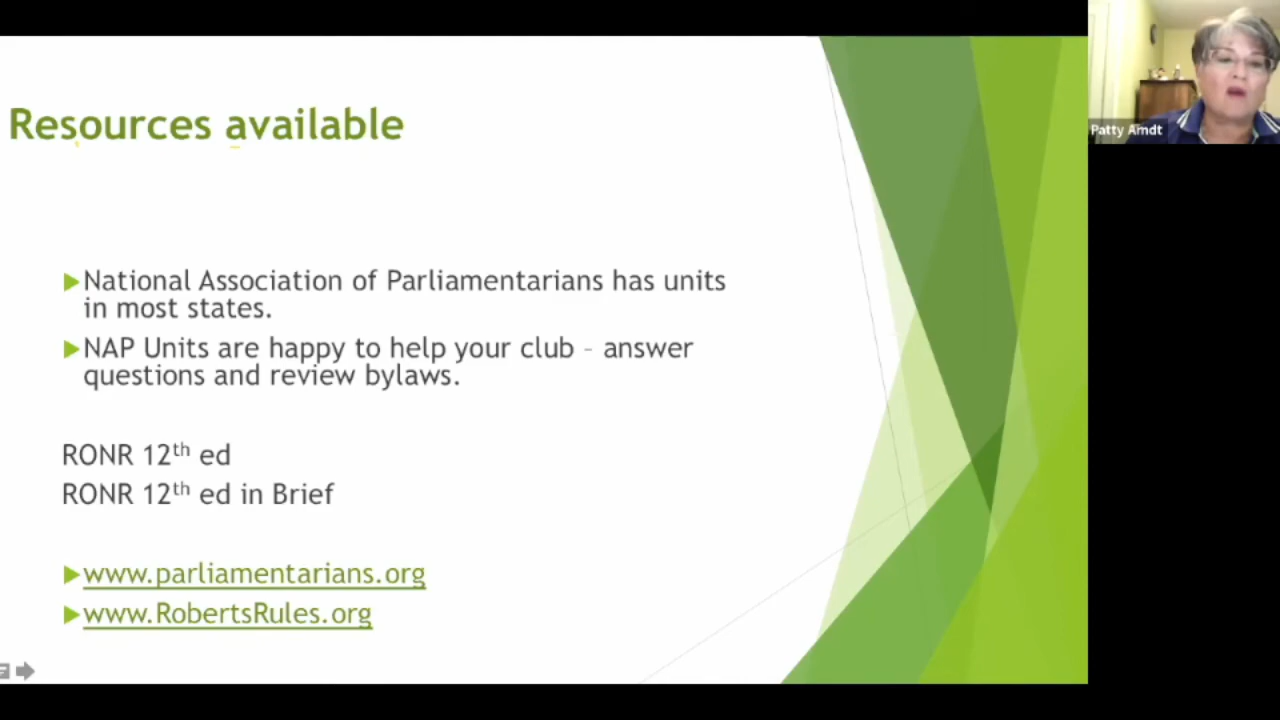 Resources available
National Association of Parliamentarians has units
in most states.
NAP Units are happy to help your club – answer
questions and review bylaws.
RONR 12th ed
RONR 12th ed in Brief
www.parliamentarians.org
www.RobertsRules.org
Patty Arndt